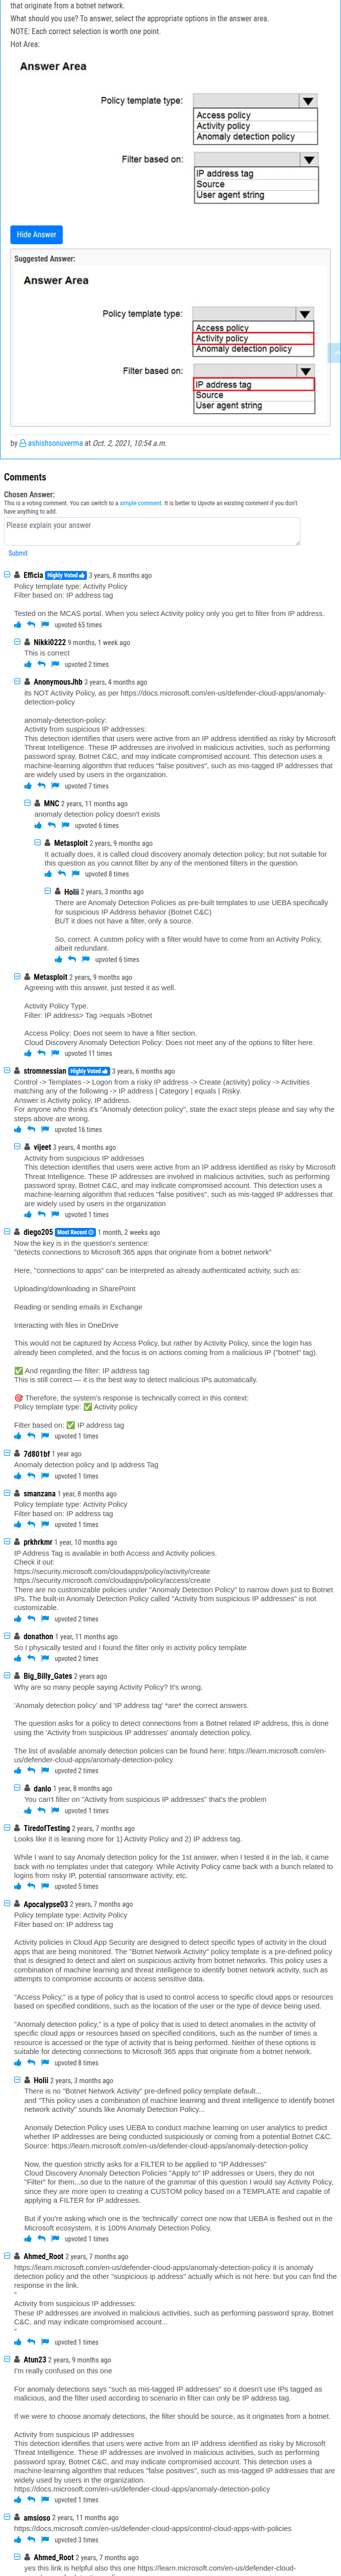 that originate from a botnet network.
What should you use? To answer, select the appropriate options in the answer area.
NOTE: Each correct selection is worth one point.
Hot Area:
Answer Area
Policy template type:
Access policy
Activity policy
Anomaly detection policy
Filter based on:
IP address tag
Source
User agent string
Hide Answer
Suggested Answer:
Answer Area
Policy template type:
Access policy
Activity policy
Anomaly detection policy
Filter based on:
IP address tag
Source
User agent string
by ashishsonuverma at Oct. 2, 2021, 10:54 a.m.
Comments
Chosen Answer:
This is a voting comment. You can switch to a simple comment. It is better to Upvote an existing comment if you don't
have anything to add.
Please explain your answer
Submit
Efficia Highly Voted 3 years, 8 months ago
Policy template type: Activity Policy
Filter based on: IP address tag
Tested on the MCAS portal. When you select Activity policy only you get to filter from IP address.
upvoted 65 times
Nikki0222 9 months, 1 week ago
This is correct
upvoted 2 times
AnonymousJhb 3 years, 4 months ago
its NOT Activity Policy, as per https://docs.microsoft.com/en-us/defender-cloud-apps/anomaly-
detection-policy
anomaly-detection-policy:
Activity from suspicious IP addresses:
This detection identifies that users were active from an IP address identified as risky by Microsoft
Threat Intelligence. These IP addresses are involved in malicious activities, such as performing
password spray, Botnet C&C, and may indicate compromised account. This detection uses a
machine-learning algorithm that reduces "false positives", such as mis-tagged IP addresses that
are widely used by users in the organization.
upvoted 7 times
MNC 2 years, 11 months ago
anomaly detection policy doesn't exists
upvoted 6 times
Metasploit 2 years, 9 months ago
It actually does, it is called cloud discovery anomaly detection policy; but not suitable for
this question as you cannot filter by any of the mentioned filters in the question.
upvoted 8 times
Holii 2 years, 3 months ago
There are Anomaly Detection Policies as pre-built templates to use UEBA specifically
for suspicious IP Address behavior (Botnet C&C)
BUT it does not have a filter, only a source.
So, correct. A custom policy with a filter would have to come from an Activity Policy,
albeit redundant.
upvoted 6 times
Metasploit 2 years, 9 months ago
Agreeing with this answer, just tested it as well.
Activity Policy Type.
Filter: IP address> Tag >equals >Botnet
Access Policy: Does not seem to have a filter section.
Cloud Discovery Anomaly Detection Policy: Does not meet any of the options to filter here.
upvoted 11 times
stromnessian Highly Voted 3 years, 6 months ago
Control -> Templates -> Logon from a risky IP address -> Create (activity) policy -> Activities
matching any of the following -> IP address | Category | equals | Risky.
Answer is Activity policy, IP address.
For anyone who thinks it's "Anomaly detection policy", state the exact steps please and say why the
steps above are wrong.
upvoted 16 times
vijeet 3 years, 4 months ago
Activity from suspicious IP addresses
This detection identifies that users were active from an IP address identified as risky by Microsoft
Threat Intelligence. These IP addresses are involved in malicious activities, such as performing
password spray, Botnet C&C, and may indicate compromised account. This detection uses a
machine-learning algorithm that reduces "false positives", such as mis-tagged IP addresses that
are widely used by users in the organization
upvoted 1 times
diego205 Most Recent 1 month, 2 weeks ago
Now the key is in the question's sentence:
"detects connections to Microsoft 365 apps that originate from a botnet network"
Here, "connections to apps" can be interpreted as already authenticated activity, such as:
Uploading/downloading in SharePoint
Reading or sending emails in Exchange
Interacting with files in OneDrive
This would not be captured by Access Policy, but rather by Activity Policy, since the login has
already been completed, and the focus is on actions coming from a malicious IP ("botnet" tag).
✅ And regarding the filter: IP address tag
This is still correct — it is the best way to detect malicious IPs automatically.
🎯 Therefore, the system's response is technically correct in this context:
Policy template type: ✅ Activity policy
Filter based on: ✅ IP address tag
upvoted 1 times
7d801bf 1 year ago
Anomaly detection policy and Ip address Tag
upvoted 1 times
smanzana 1 year, 8 months ago
Policy template type: Activity Policy
Filter based on: IP address tag
upvoted 1 times
prkhrkmr 1 year, 10 months ago
IP Address Tag is available in both Access and Activity policies.
Check it out:
https://security.microsoft.com/cloudapps/policy/activity/create
https://security.microsoft.com/cloudapps/policy/access/create
There are no customizable policies under "Anomaly Detection Policy" to narrow down just to Botnet
IPs. The built-in Anomaly Detection Policy called "Activity from suspicious IP addresses" is not
customizable.
upvoted 2 times
donathon 1 year, 11 months ago
So I physically tested and I found the filter only in activity policy template
upvoted 2 times
Big_Billy_Gates 2 years ago
Why are so many people saying Activity Policy? It's wrong.
'Anomaly detection policy' and 'IP address tag' *are* the correct answers.
The question asks for a policy to detect connections from a Botnet related IP address, this is done
using the 'Activity from suspicious IP addresses' anomaly detection policy.
The list of available anomaly detection policies can be found here: https://learn.microsoft.com/en-
us/defender-cloud-apps/anomaly-detection-policy
upvoted 2 times
danlo 1 year, 8 months ago
You can't filter on "Activity from suspicious IP addresses" that's the problem
upvoted 1 times
TiredofTesting 2 years, 7 months ago
Looks like it is leaning more for 1) Activity Policy and 2) IP address tag.
While I want to say Anomaly detection policy for the 1st answer, when I tested it in the lab, it came
back with no templates under that category. While Activity Policy came back with a bunch related to
logins from risky IP, potential ransomware activity, etc.
upvoted 5 times
Apocalypse03 2 years, 7 months ago
Policy template type: Activity Policy
Filter based on: IP address tag
Activity policies in Cloud App Security are designed to detect specific types of activity in the cloud
apps that are being monitored. The "Botnet Network Activity" policy template is a pre-defined policy
that is designed to detect and alert on suspicious activity from botnet networks. This policy uses a
combination of machine learning and threat intelligence to identify botnet network activity, such as
attempts to compromise accounts or access sensitive data.
"Access Policy," is a type of policy that is used to control access to specific cloud apps or resources
based on specified conditions, such as the location of the user or the type of device being used.
"Anomaly detection policy," is a type of policy that is used to detect anomalies in the activity of
specific cloud apps or resources based on specified conditions, such as the number of times a
resource is accessed or the type of activity that is being performed. Neither of these options is
suitable for detecting connections to Microsoft 365 apps that originate from a botnet network.
upvoted 8 times
Holii 2 years, 3 months ago
There is no "Botnet Network Activity" pre-defined policy template default...
and "This policy uses a combination of machine learning and threat intelligence to identify botnet
network activity" sounds like Anomaly Detection Policy...
Anomaly Detection Policy uses UEBA to conduct machine learning on user analytics to predict
whether IP addresses are being conducted suspiciously or coming from a potential Botnet C&C.
Source: https://learn.microsoft.com/en-us/defender-cloud-apps/anomaly-detection-policy
Now, the question strictly asks for a FILTER to be applied to "IP Addresses"
Cloud Discovery Anomaly Detection Policies "Apply to" IP addresses or Users, they do not
"Filter" for them...so due to the nature of the grammar of this question I would say Activity Policy,
since they are more open to creating a CUSTOM policy based on a TEMPLATE and capable of
applying a FILTER for IP addresses.
But if you're asking which one is the 'technically' correct one now that UEBA is fleshed out in the
Microsoft ecosystem, it is 100% Anomaly Detection Policy.
upvoted 1 times
Ahmed_Root 2 years, 7 months ago
https://learn.microsoft.com/en-us/defender-cloud-apps/anomaly-detection-policy it is anomaly
detection policy and the other "suspicious ip address" atually which is not here. but you can find the
response in the link.
"
Activity from suspicious IP addresses:
These IP addresses are involved in malicious activities, such as performing password spray, Botnet
C&C, and may indicate compromised account...
"
upvoted 1 times
Atun23 2 years, 9 months ago
I'm really confused on this one
For anomaly detections says "such as mis-tagged IP addresses" so it doesn't use IPs tagged as
malicious, and the filter used according to scenario in filter can only be IP address tag.
If we were to choose anomaly detections, the filter should be source, as it originates from a botnet.
Activity from suspicious IP addresses
This detection identifies that users were active from an IP address identified as risky by Microsoft
Threat Intelligence. These IP addresses are involved in malicious activities, such as performing
password spray, Botnet C&C, and may indicate compromised account. This detection uses a
machine-learning algorithm that reduces "false positives", such as mis-tagged IP addresses that are
widely used by users in the organization.
https://docs.microsoft.com/en-us/defender-cloud-apps/anomaly-detection-policy
upvoted 1 times
amsioso 2 years, 11 months ago
https://docs.microsoft.com/en-us/defender-cloud-apps/control-cloud-apps-with-policies
upvoted 3 times
Ahmed_Root 2 years, 7 months ago
yes this link is helpful also this one https://learn.microsoft.com/en-us/defender-cloud-